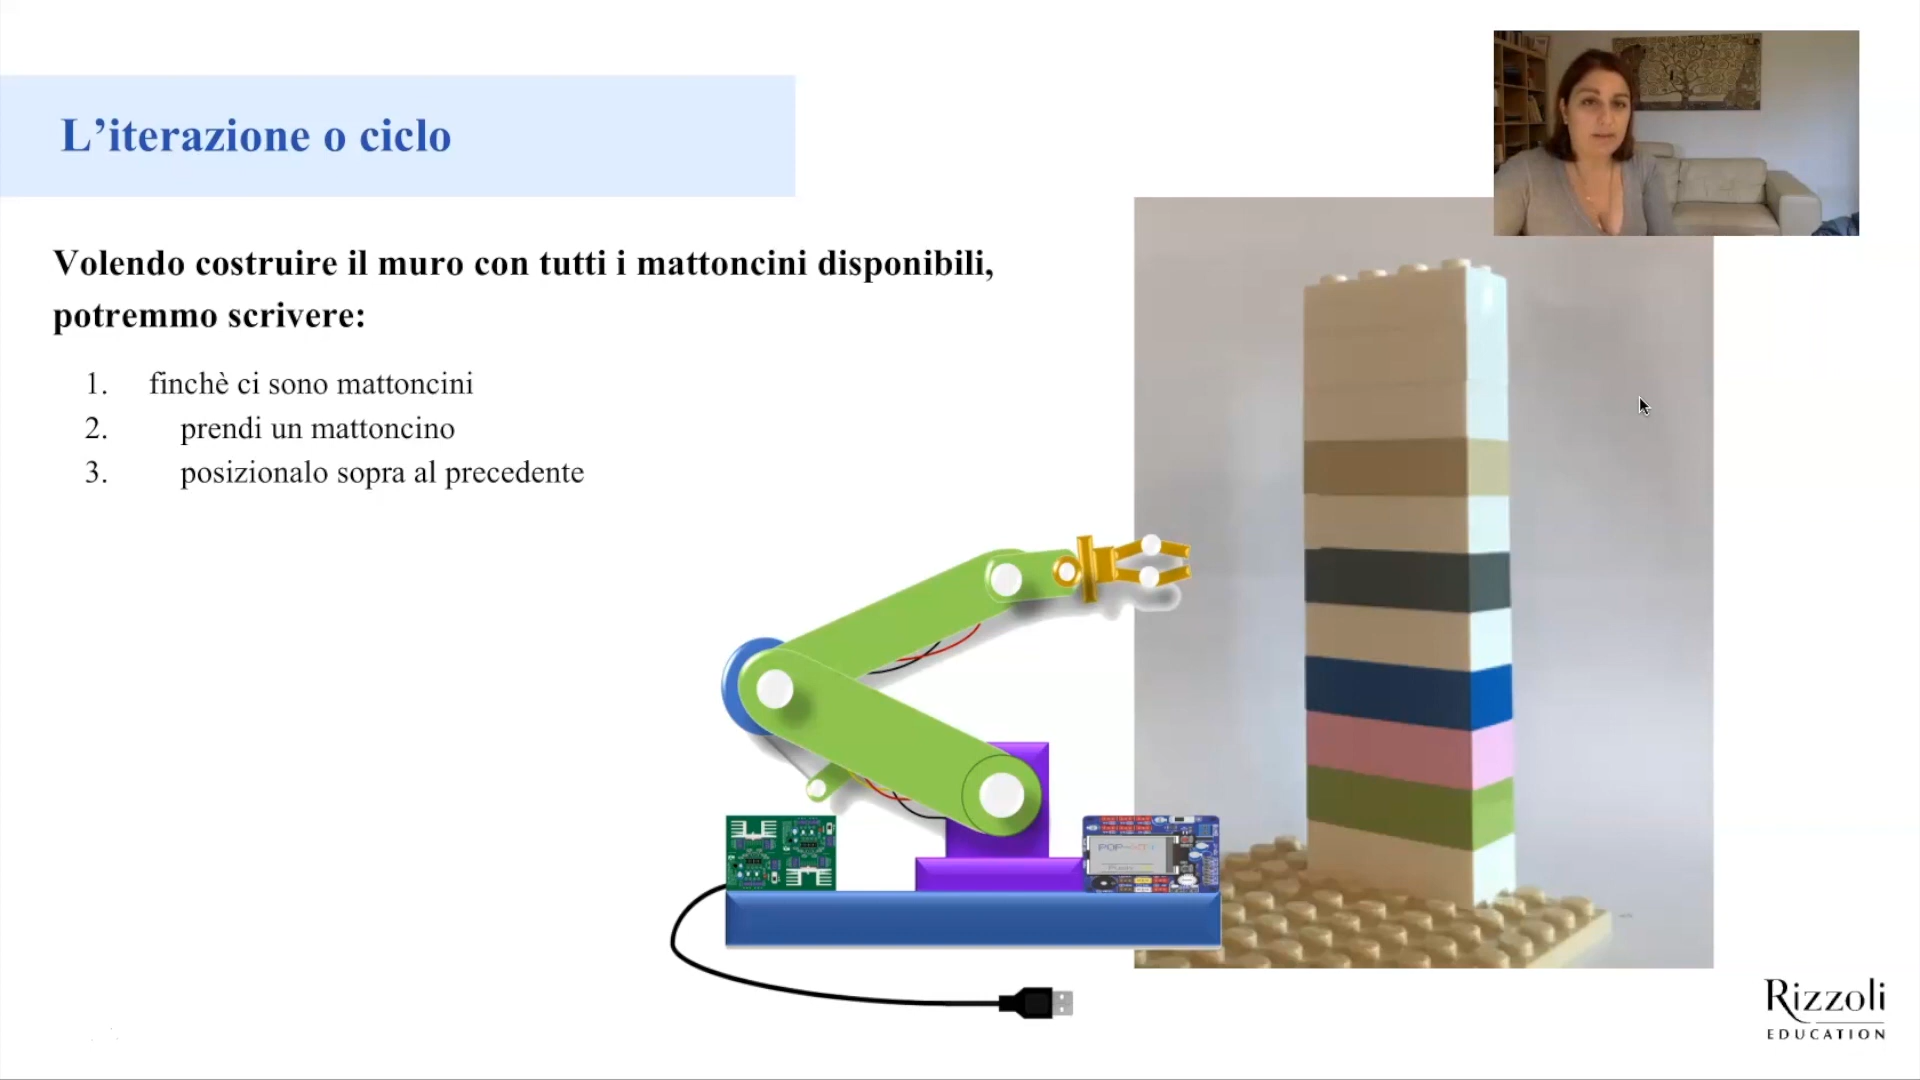 L’iterazione o ciclo
Volendo costruire il muro con tutti i mattoncini disponibili,
potremmo scrivere:
1. finchè ci sono mattoncini
2. prendi un mattoncino
3. posizionalo sopra al precedente
Rizzoli
EDUCATION